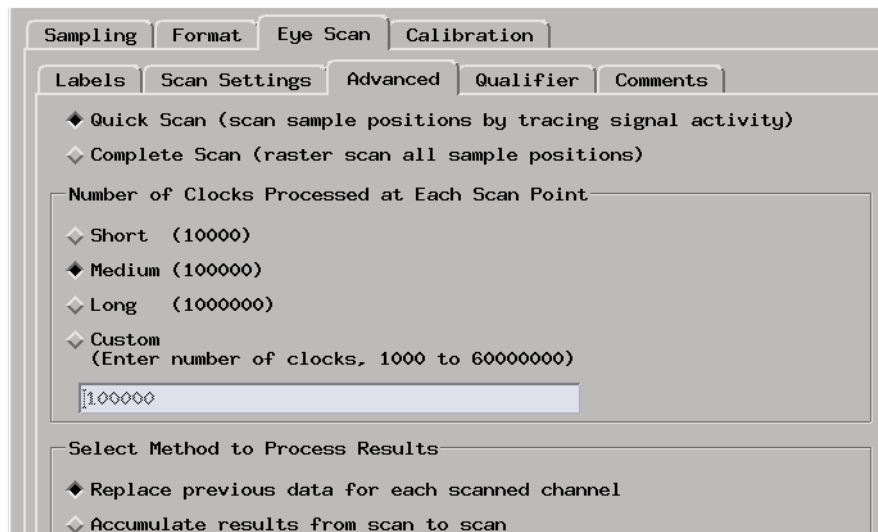 Sampling Format Eye Scan Calibration
Labels Scan Settings Advanced Qualifier Comments
Quick Scan (scan sample positions by tracing signal activity)
Complete Scan (raster scan all sample positions)
Number of Clocks Processed at Each Scan Point
Short (10000)
Medium (100000)
Long (1000000)
Custom
(Enter number of clocks, 1000 to 60000000)
100000
Select Method to Process Results
Replace previous data for each scanned channel
Accumulate results from scan to scan